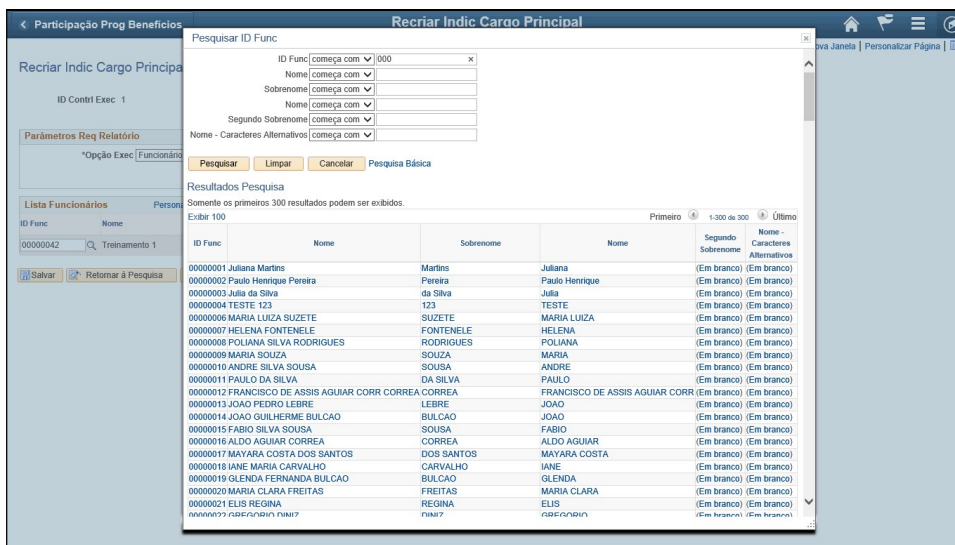 Participação Prog Benefícios
Recriar Indic Cargo Principal
Nova Janela | Personalizar Página |
Recriar Indic Cargo Principa
ID Contrl Exec 1
Parâmetros Req Relatório
*Opção Exec Funcionário
Lista Funcionários Persona
ID Func Nome
00000042 Treinamento 1
Salvar Retornar à Pesquisa
Pesquisar ID Func
ID Func começa com 000
Nome começa com
Sobrenome começa com
Nome começa com
Segundo Sobrenome começa com
Nome - Caracteres Alternativos começa com
Pesquisar Limpar Cancelar Pesquisa Básica
Resultados Pesquisa
Somente os primeiros 300 resultados podem ser exibidos.
Exibir 100 Primeiro 1-300 de 300 Último
ID Func Nome Sobrenome Nome Segundo Sobrenome Nome - Caracteres Alternativos
00000001 Juliana Martins Martins Juliana (Em branco) (Em branco)
00000002 Paulo Henrique Pereira Pereira Paulo Henrique (Em branco) (Em branco)
00000003 Julia da Silva da Silva Julia (Em branco) (Em branco)
00000004 TESTE 123 123 TESTE (Em branco) (Em branco)
00000006 MARIA LUIZA SUZETE SUZETE MARIA LUIZA (Em branco) (Em branco)
00000007 HELENA FONTENELE FONTENELE HELENA (Em branco) (Em branco)
00000008 POLIANA SILVA RODRIGUES RODRIGUES POLIANA (Em branco) (Em branco)
00000009 MARIA SOUZA SOUZA MARIA (Em branco) (Em branco)
00000010 ANDRE SILVA SOUSA SOUSA ANDRE (Em branco) (Em branco)
00000011 PAULO DA SILVA DA SILVA PAULO (Em branco) (Em branco)
00000012 FRANCISCO DE ASSIS AGUIAR CORR CORREA CORREA FRANCISCO DE ASSIS AGUIAR CORR (Em branco) (Em branco)
00000013 JOAO PEDRO LEBRE LEBRE JOAO (Em branco) (Em branco)
00000014 JOAO GUILHERME BULCAO BULCAO JOAO (Em branco) (Em branco)
00000015 FABIO SILVA SOUSA SOUSA FABIO (Em branco) (Em branco)
00000016 ALDO AGUIAR CORREA CORREA ALDO AGUIAR (Em branco) (Em branco)
00000017 MAYARA COSTA DOS SANTOS DOS SANTOS MAYARA COSTA (Em branco) (Em branco)
00000018 IANE MARIA CARVALHO CARVALHO IANE (Em branco) (Em branco)
00000019 GLENDA FERNANDA BULCAO BULCAO GLENDA (Em branco) (Em branco)
00000020 MARIA CLARA FREITAS FREITAS MARIA CLARA (Em branco) (Em branco)
00000021 ELIS REGINA REGINA ELIS (Em branco) (Em branco)
00000022 GREGORIO DINIZ DINIZ GREGORIO (Em branco) (Em branco)